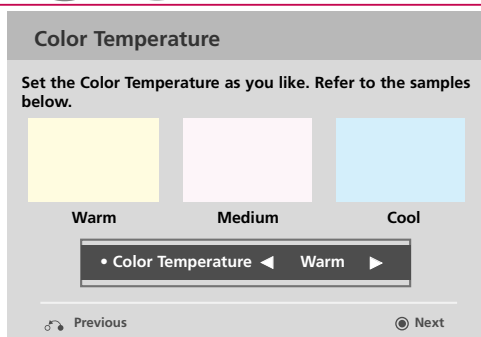 Color Temperature
Set the Color Temperature as you like. Refer to the samples
below.
Warm Medium Cool
• Color Temperature ◀ Warm ▶
Previous Next